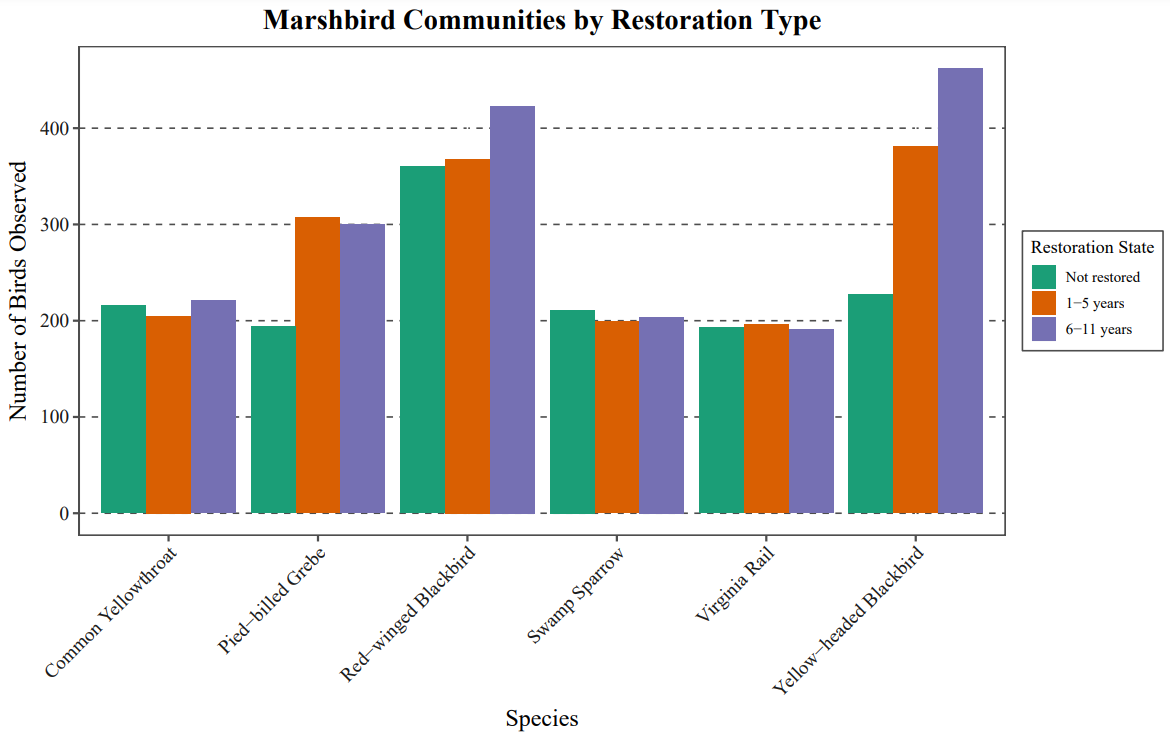 Marshbird Communities by Restoration Type
Number of Birds Observed
400
300
200
100
0
Common Yellowthroat
Pied−billed Grebe
Red−winged Blackbird
Swamp Sparrow
Virginia Rail
Yellow−headed Blackbird
Species
Restoration State
Not restored
1−5 years
6−11 years